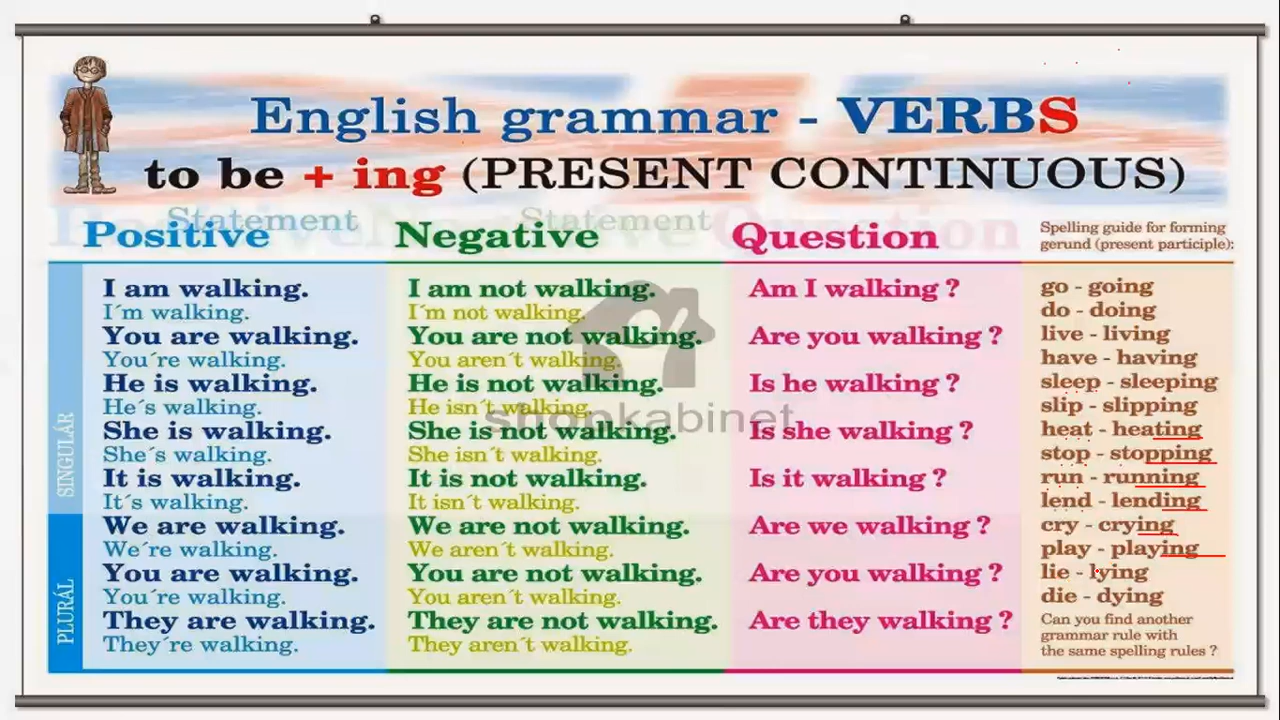 English grammar - VERBS
to be + ing (PRESENT CONTINUOUS)
Statement Statement
Positive Negative Question
Spelling guide for forming
gerund (present participle):
SINGULÁR
I am walking.
I´m walking.
You are walking.
You´re walking.
He is walking.
He´s walking.
She is walking.
She´s walking.
It is walking.
It´s walking.
PLURÁL
We are walking.
We´re walking.
You are walking.
You´re walking.
They are walking.
They´re walking.
I am not walking.
I´m not walking.
You are not walking.
You aren´t walking.
He is not walking.
He isn´t walking.
She is not walking.
She isn´t walking.
It is not walking.
It isn´t walking.
We are not walking.
We aren´t walking.
You are not walking.
You aren´t walking.
They are not walking.
They aren´t walking.
Am I walking ?
Are you walking ?
Is he walking ?
Is she walking ?
Is it walking ?
Are we walking ?
Are you walking ?
Are they walking ?
go - going
do - doing
live - living
have - having
sleep - sleeping
slip - slipping
heat - heating
stop - stopping
run - running
lend - lending
cry - crying
play - playing
lie - lying
die - dying
Can you find another
grammar rule with
the same spelling rules ?
shopkabinet